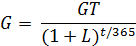 G = GT / (1 + L)^{t/365}